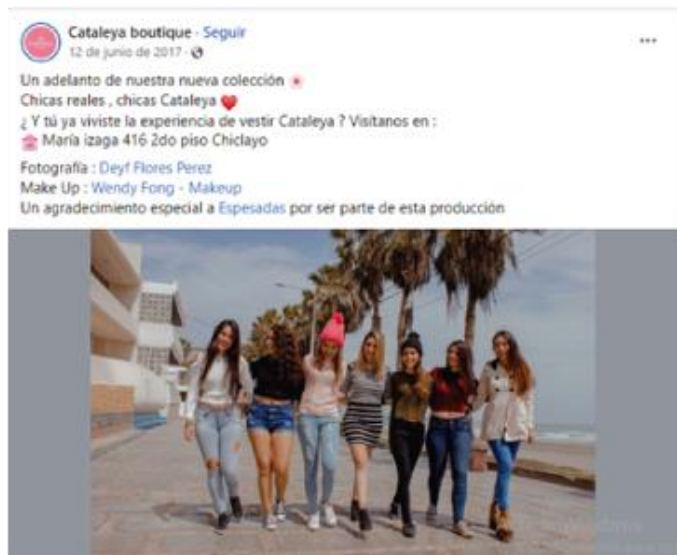 Cataleya boutique · Seguir
12 de junio de 2017 ·
Un adelanto de nuestra nueva colección
Chicas reales , chicas Cataleya ❤
¿ Y tú ya viviste la experiencia de vestir Cataleya ? Visítanos en :
María izaga 416 2do piso Chiclayo
Fotografía : Deyf Flores Perez
Make Up : Wendy Fong - Makeup
Un agradecimiento especial a Espesadas por ser parte de esta producción